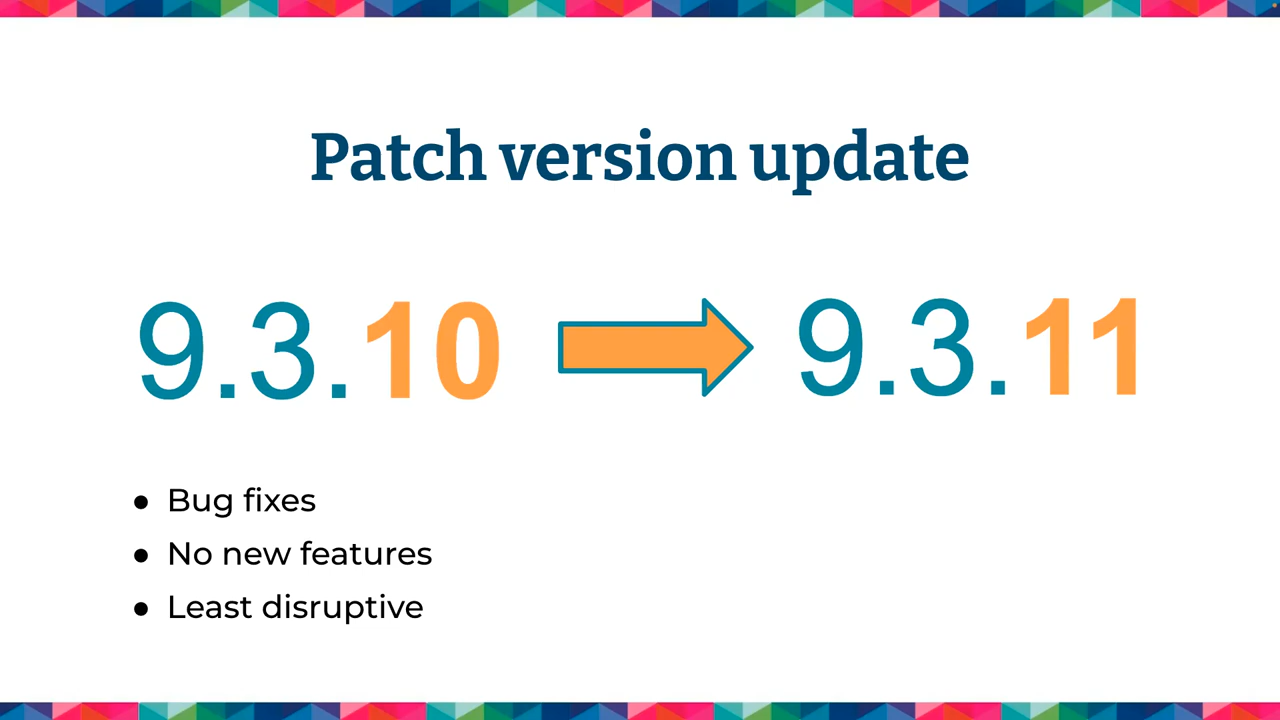 Patch version update
9.3.10 9.3.11
● Bug fixes
● No new features
● Least disruptive